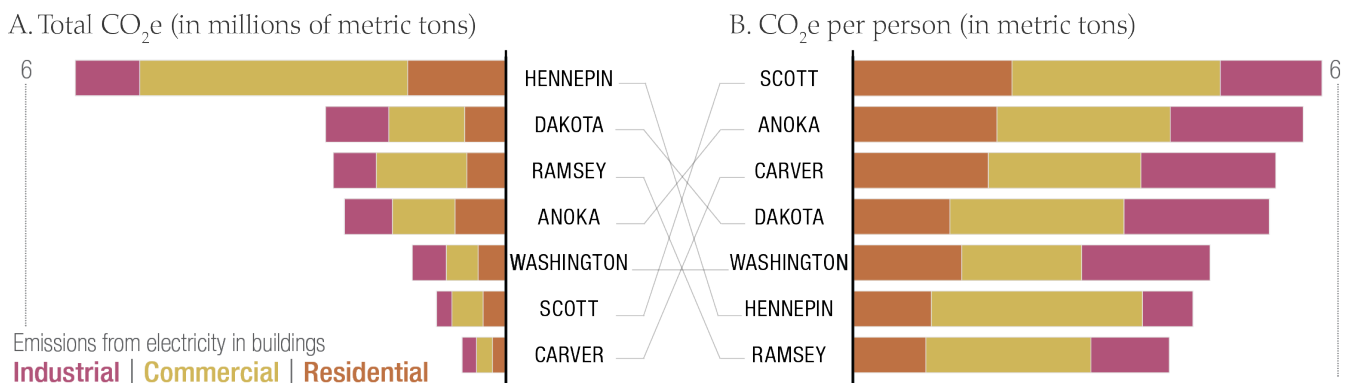 A. Total CO₂e (in millions of metric tons)
B. CO₂e per person (in metric tons)
6
6
HENNEPIN
SCOTT
DAKOTA
ANOKA
RAMSEY
CARVER
ANOKA
DAKOTA
WASHINGTON
WASHINGTON
SCOTT
HENNEPIN
CARVER
RAMSEY
Emissions from electricity in buildings
Industrial | Commercial | Residential